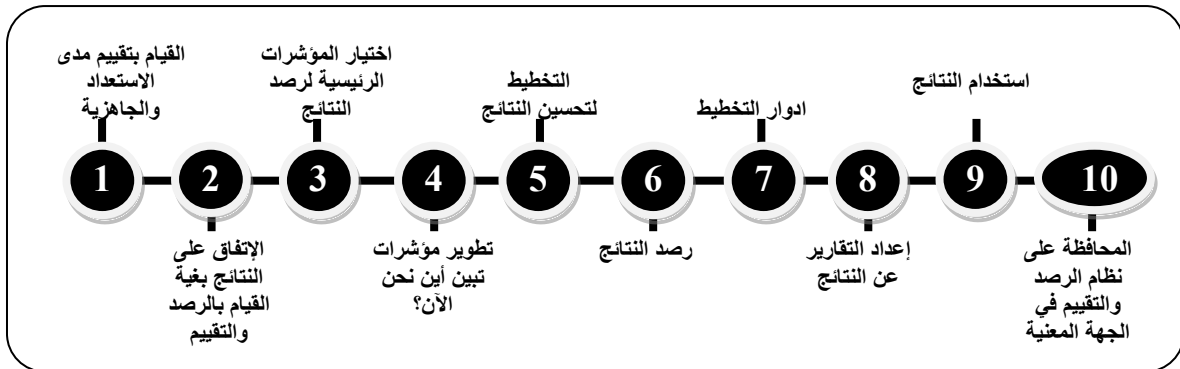 القيام بتقييم مدى
الاستعداد
والجاهزية
اختيار المؤشرات
الرئيسية لرصد
النتائج
التخطيط
لتحسين النتائج
ادوار التخطيط
استخدام النتائج
1
2
3
4
5
6
7
8
9
10
الإتفاق على
النتائج بغية
القيام بالرصد
والتقييم
تطوير مؤشرات
تبين أين نحن
الآن؟
رصد النتائج
إعداد التقارير
عن النتائج
المحافظة على
نظام الرصد
والتقييم في
الجهة المعنية